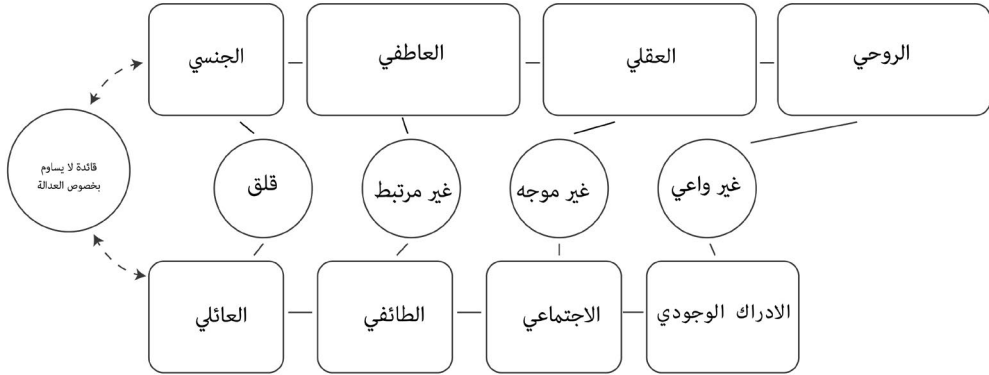 الروحي
العقلي
العاطفي
الجنسي
قائدة لا يساوم
بخصوص العدالة
غير واعي
غير موجه
غير مرتبط
قلق
الادراك الوجودي
الاجتماعي
الطائفي
العائلي